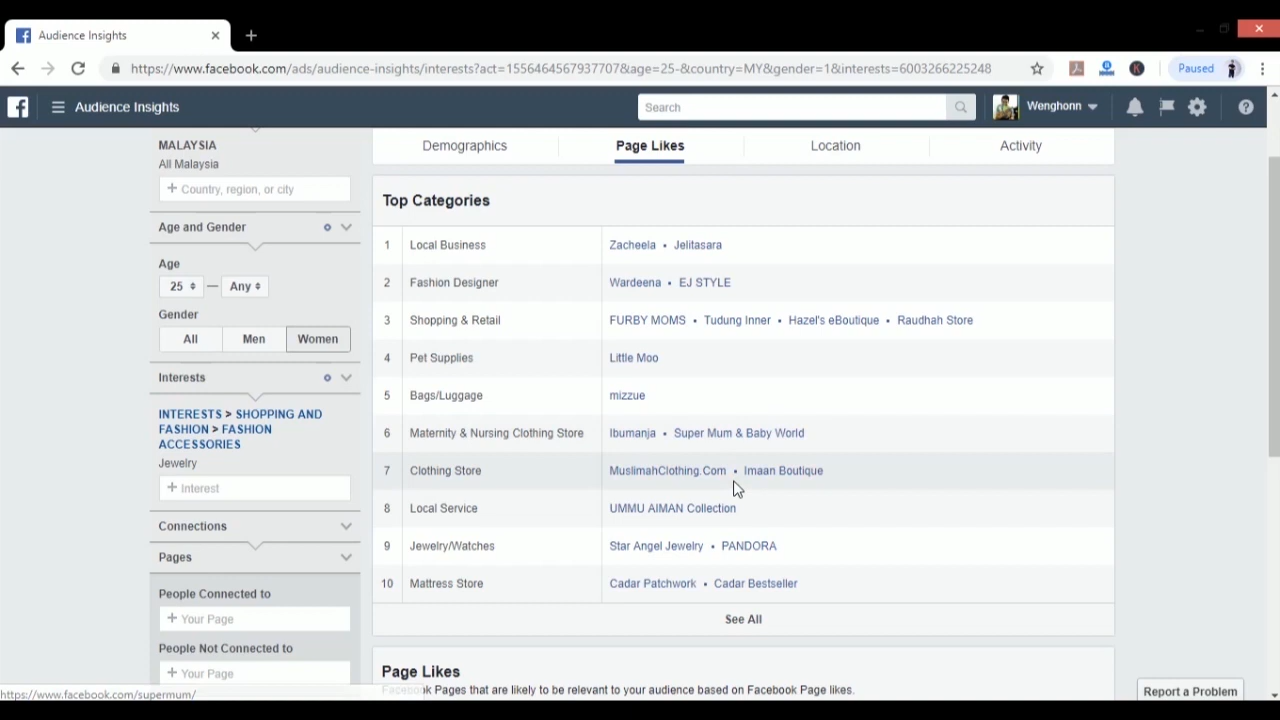 Audience Insights
https://www.facebook.com/ads/audience-insights/interests?act=1556464567937707&age=25-&country=MY&gender=1&interests=6003266225248
Paused
Audience Insights
Search
Wenghonn
MALAYSIA
All Malaysia
+ Country, region, or city
Age and Gender
Age
25 — Any
Gender
All Men Women
Interests
INTERESTS > SHOPPING AND
FASHION > FASHION
ACCESSORIES
Jewelry
+ Interest
Connections
Pages
People Connected to
+ Your Page
People Not Connected to
+ Your Page
https://www.facebook.com/supermum/
Demographics Page Likes Location Activity
Top Categories
1 Local Business Zacheela • Jelitasara
2 Fashion Designer Wardeena • EJ STYLE
3 Shopping & Retail FURBY MOMS • Tudung Inner • Hazel's eBoutique • Raudhah Store
4 Pet Supplies Little Moo
5 Bags/Luggage mizzue
6 Maternity & Nursing Clothing Store Ibumanja • Super Mum & Baby World
7 Clothing Store MuslimahClothing.Com • Imaan Boutique
8 Local Service UMMU AIMAN Collection
9 Jewelry/Watches Star Angel Jewelry • PANDORA
10 Mattress Store Cadar Patchwork • Cadar Bestseller
See All
Page Likes
Facebook Pages that are likely to be relevant to your audience based on Facebook Page likes.
Report a Problem